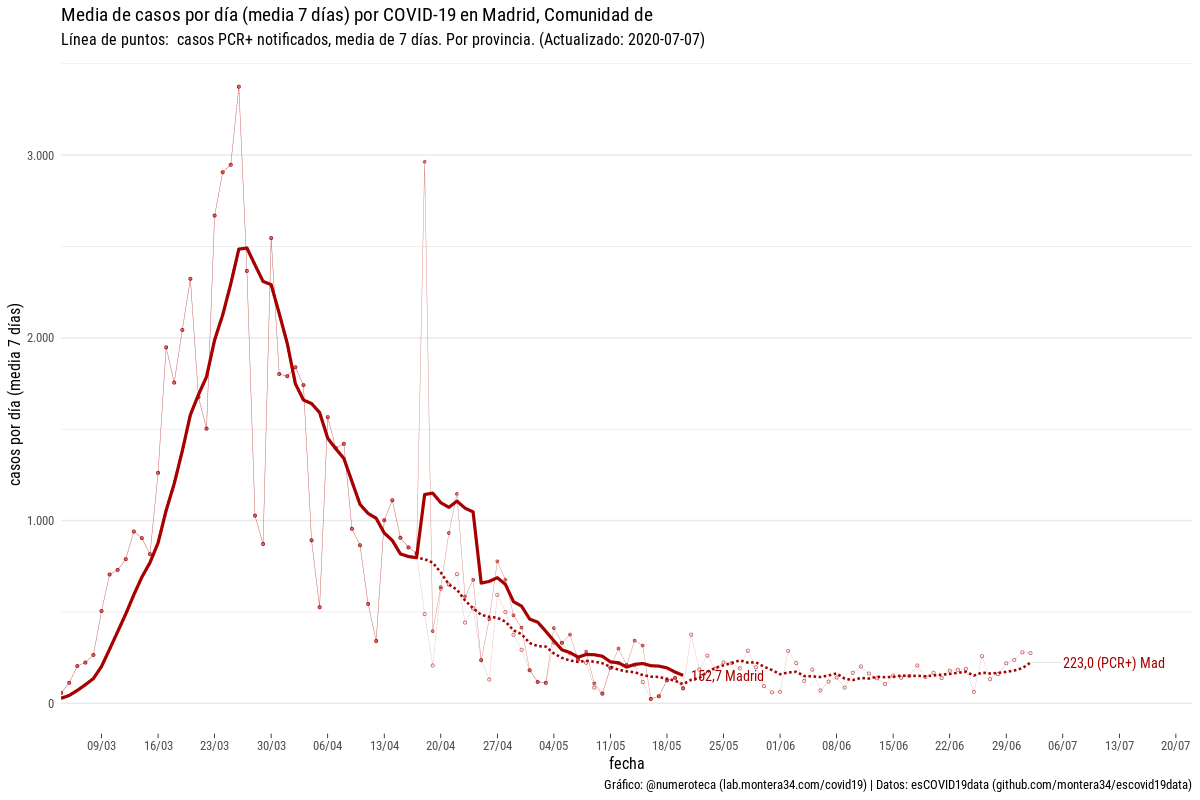 Media de casos por día (media 7 días) por COVID-19 en Madrid, Comunidad de
Línea de puntos: casos PCR+ notificados, media de 7 días. Por provincia. (Actualizado: 2020-07-07)
casos por día (media 7 días)
3.000
2.000
1.000
0
152,7 Madrid
223,0 (PCR+) Mad
09/03 16/03 23/03 30/03 06/04 13/04 20/04 27/04 04/05 11/05 18/05 25/05 01/06 08/06 15/06 22/06 29/06 06/07 13/07 20/07
fecha
Gráfico: @numeroteca (lab.montera34.com/covid19) | Datos: esCOVID19data (github.com/montera34/escovid19data)